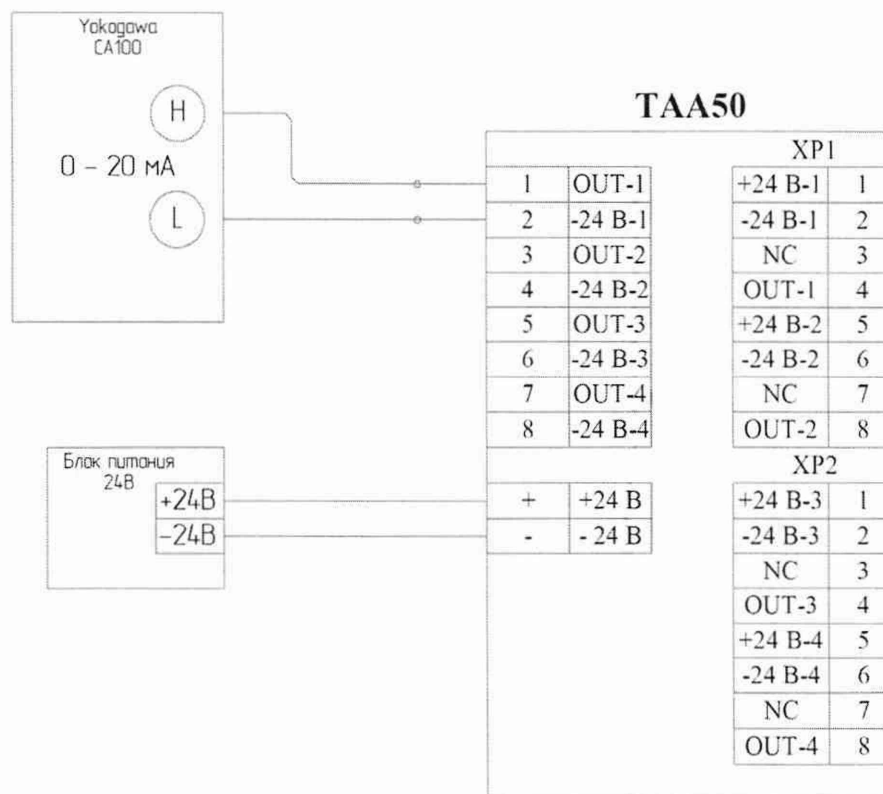 Yokogawa
CA100
H
0 – 20 мА
L
TAA50
XP1
1 OUT-1
2 -24 В-1
3 OUT-2
4 -24 В-2
5 OUT-3
6 -24 В-3
7 OUT-4
8 -24 В-4
+24 В-1 1
-24 В-1 2
NC 3
OUT-1 4
+24 В-2 5
-24 В-2 6
NC 7
OUT-2 8
Блок питания
24В
+24В
-24В
+ +24 В
- - 24 В
XP2
+24 В-3 1
-24 В-3 2
NC 3
OUT-3 4
+24 В-4 5
-24 В-4 6
NC 7
OUT-4 8